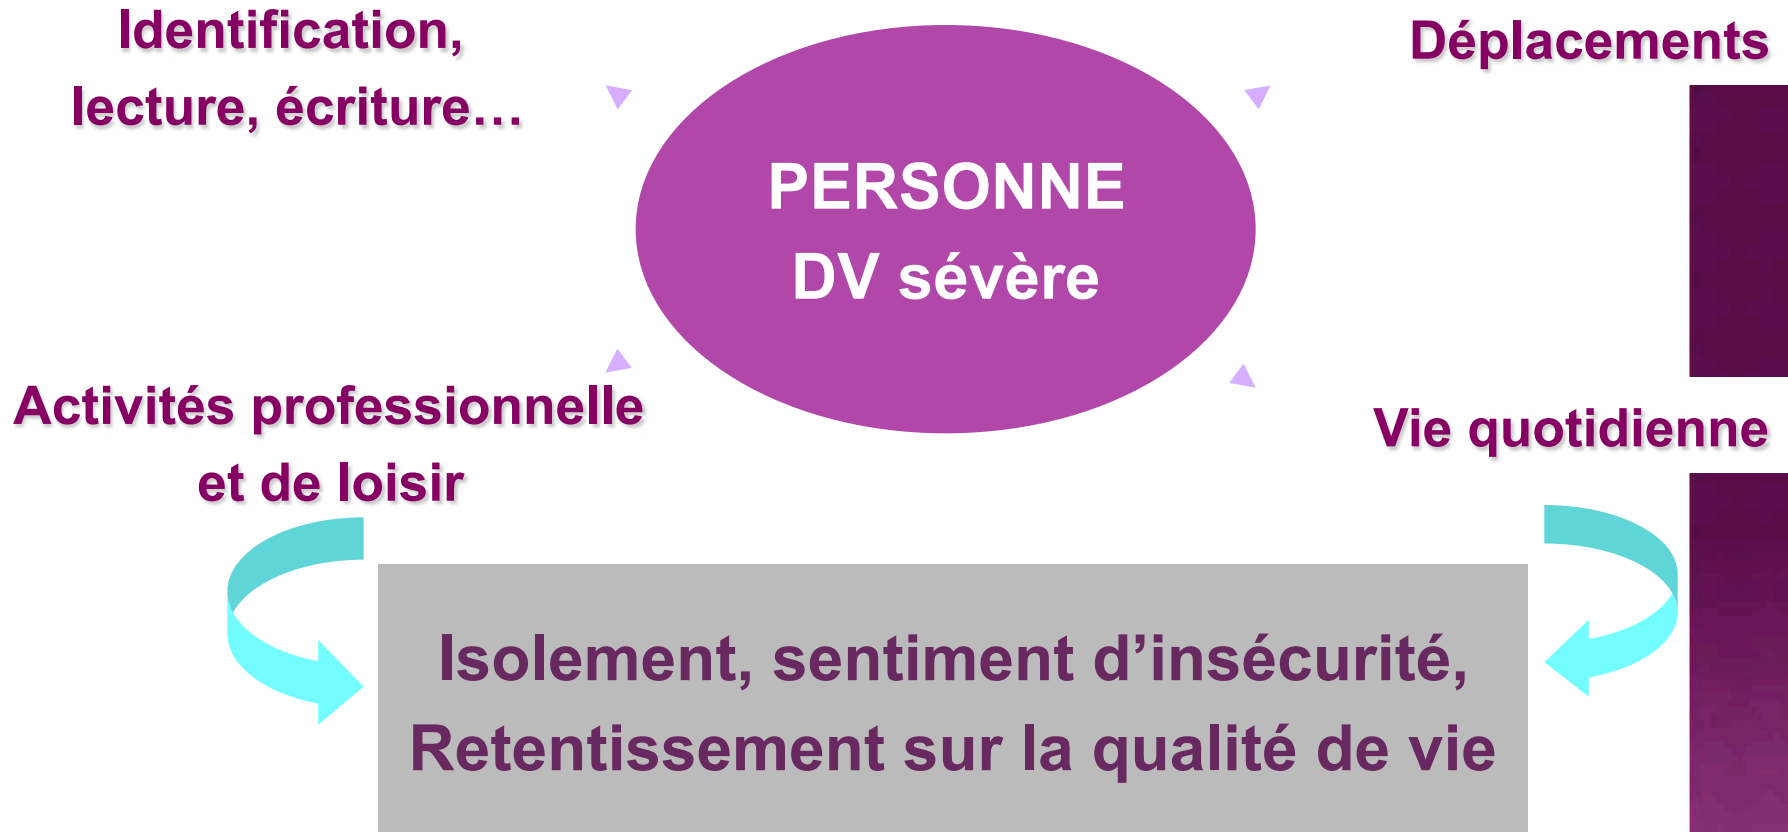 Identification,
lecture, écriture…
Déplacements
PERSONNE
DV sévère
Activités professionnelle
et de loisir
Vie quotidienne
Isolement, sentiment d’insécurité,
Retentissement sur la qualité de vie